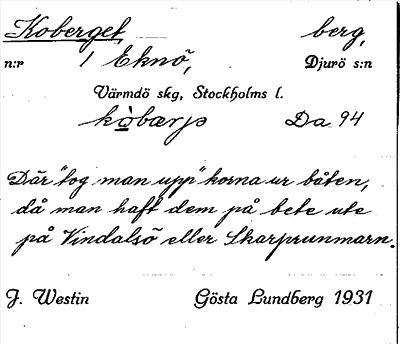 Koberget, berg,
n:r 1 Eknö, Djurö s:n
Värmdö skg, Stockholms l.
kòbærjs Da 94
Där "tog man upp" korna ur båten,
då man haft dem på bete ute
på Vindalsö eller Skarprunmarn.
J. Westin Gösta Lundberg 1931